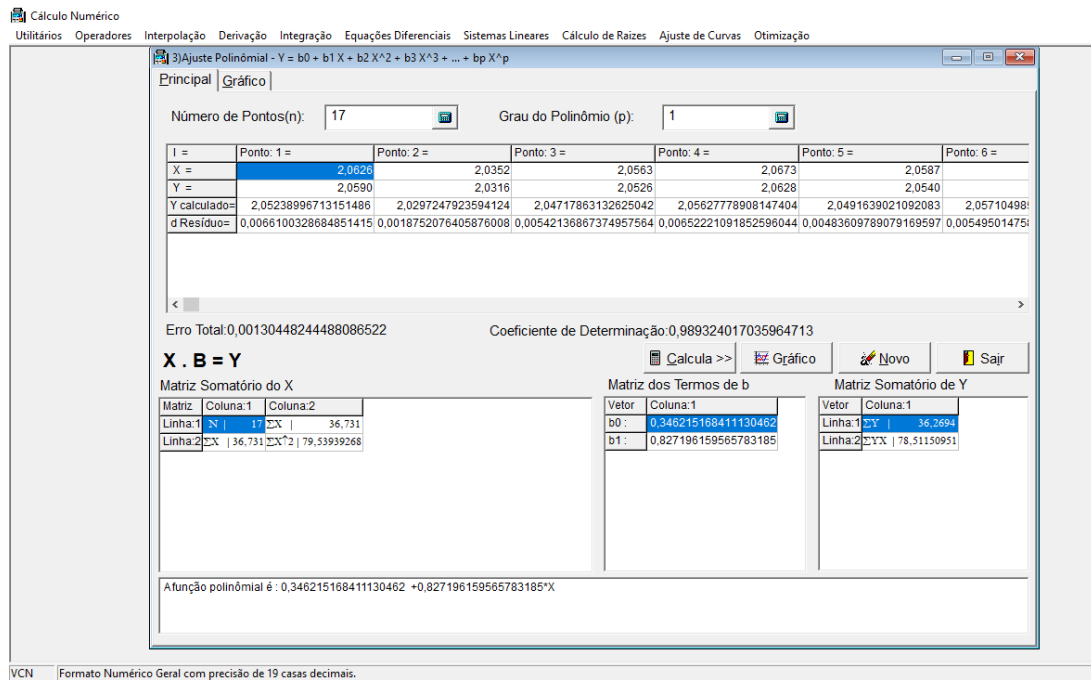 Cálculo Numérico
Utilitários Operadores Interpolação Derivação Integração Equações Diferenciais Sistemas Lineares Cálculo de Raizes Ajuste de Curvas Otimização
3)Ajuste Polinômial - Y = b0 + b1 X + b2 X^2 + b3 X^3 + ... + bp X^p
Principal Gráfico
Número de Pontos(n): 17 Grau do Polinômio (p): 1
I = Ponto: 1 = Ponto: 2 = Ponto: 3 = Ponto: 4 = Ponto: 5 = Ponto: 6 =
X = 2,0626 2,0352 2,0563 2,0673 2,0587
Y = 2,0590 2,0316 2,0526 2,0628 2,0540
Y calculado= 2,05238996713151486 2,0297247923594124 2,04717863132625042 2,05627778908147404 2,0491639021092083 2,05710498
d Resíduo= 0,0066100328684851415 0,0018752076405876008 0,00542136867374957564 0,00652221091852596044 0,00483609789079169597 0,00549501475
Erro Total:0,00130448244488086522 Coeficiente de Determinação:0,989324017035964713
X . B = Y
Calcula >> Gráfico Novo Sair
Matriz Somatório do X Matriz dos Termos de b Matriz Somatório de Y
Matriz Coluna:1 Coluna:2
Linha:1 N | 17 ΣX | 36,731
Linha:2 ΣX | 36,731 ΣX^2 | 79,53939268
Vetor Coluna:1
b0 : 0,346215168411130462
b1 : 0,827196159565783185
Vetor Coluna:1
Linha:1 ΣY | 36,2694
Linha:2 ΣYX | 78,51150951
A função polinômial é : 0,346215168411130462 +0,827196159565783185*X
VCN Formato Numérico Geral com precisão de 19 casas decimais.